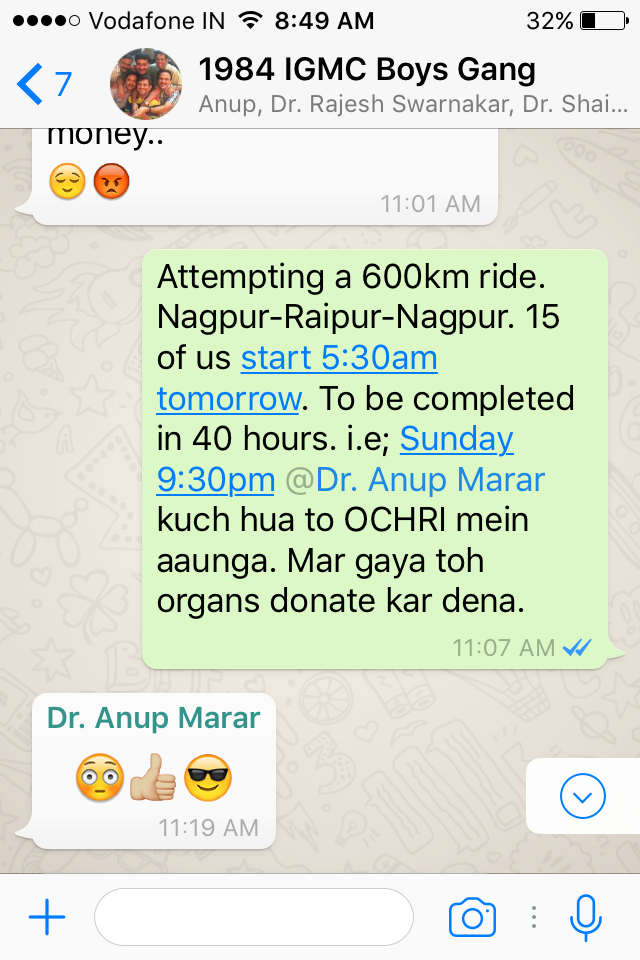 Vodafone IN 8:49 AM 32%
7 1984 IGMC Boys Gang
Anup, Dr. Rajesh Swarnakar, Dr. Shai...
money..
😌😡
11:01 AM
Attempting a 600km ride.
Nagpur-Raipur-Nagpur. 15
of us start 5:30am
tomorrow. To be completed
in 40 hours. i.e; Sunday
9:30pm @Dr. Anup Marar
kuch hua to OCHRI mein
aaunga. Mar gaya toh
organs donate kar dena.
11:07 AM
Dr. Anup Marar
😳👍🏼😎
11:19 AM